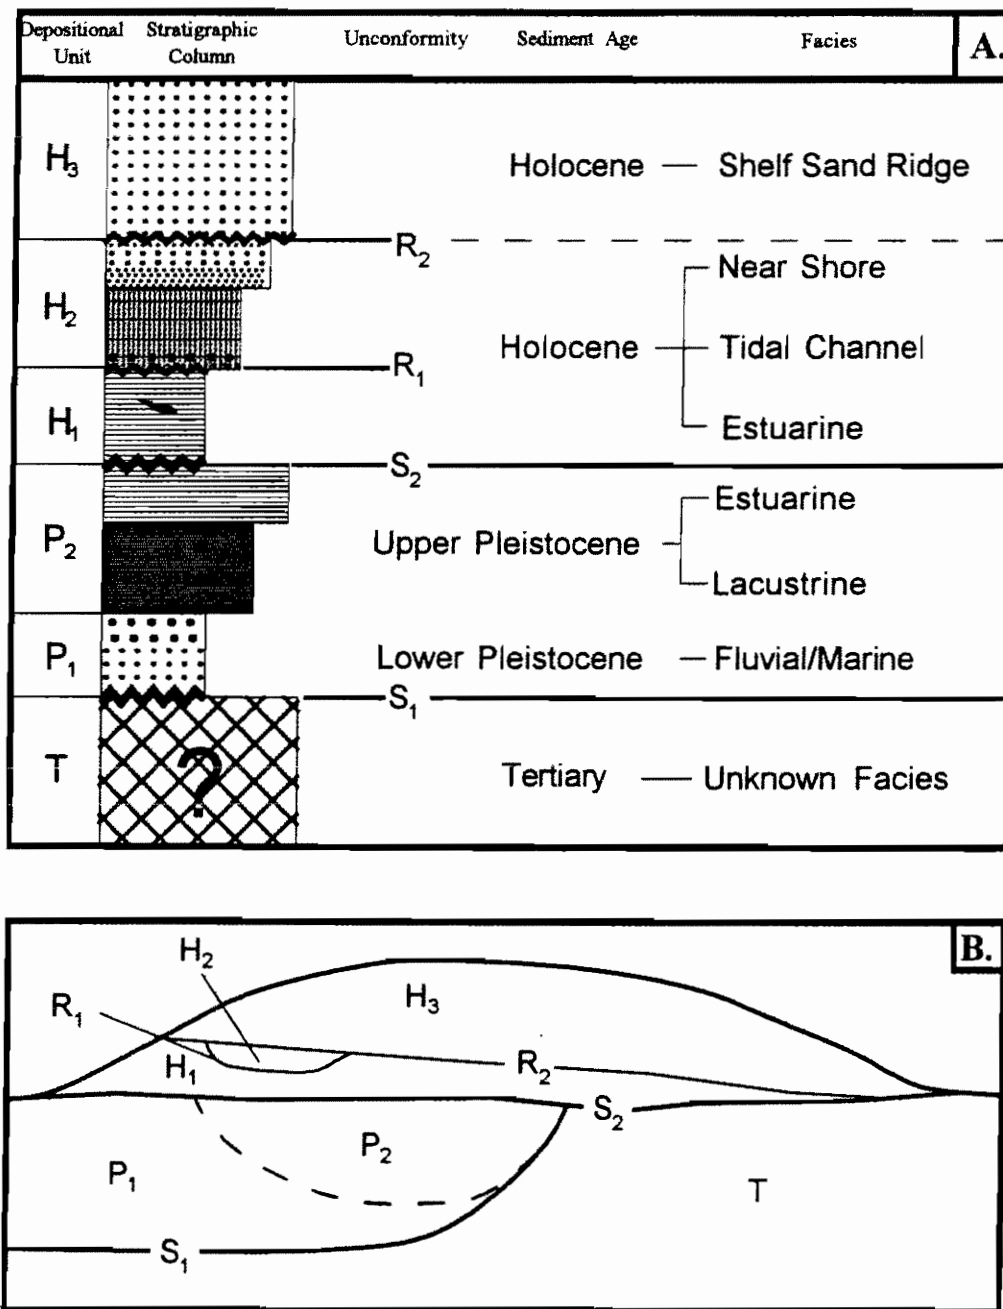 Depositional Unit Stratigraphic Column Unconformity Sediment Age Facies A.
H3 Holocene — Shelf Sand Ridge
R2
Near Shore
H2
Holocene Tidal Channel
R1
H1 Estuarine
S2
Estuarine
P2 Upper Pleistocene
Lacustrine
P1 Lower Pleistocene — Fluvial/Marine
S1
T ? Tertiary — Unknown Facies
B.
H2
R1 H3
H1 R2
S2
P2
P1 T
S1